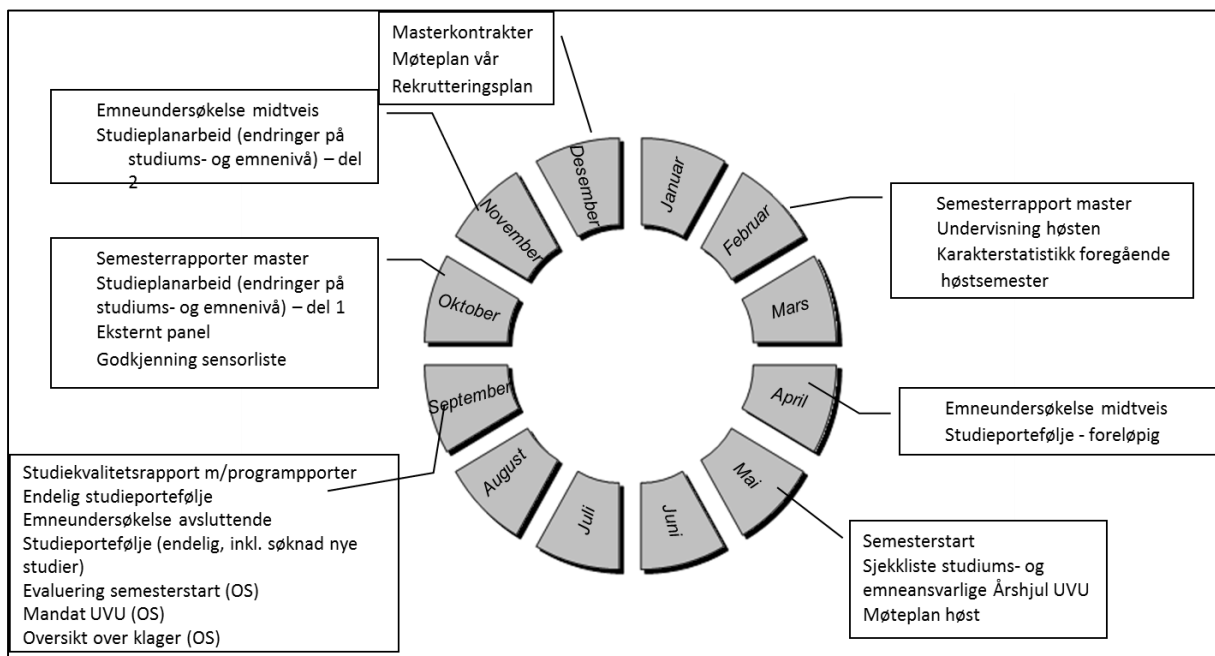 Masterkontrakter
Møteplan vår
Rekrutteringsplan
Emneundersøkelse midtveis
Studieplanarbeid (endringer på
studiums- og emnenivå) – del
2
Semesterrapporter master
Studieplanarbeid (endringer på
studiums- og emnenivå) – del 1
Eksternt panel
Godkjenning sensorliste
Studiekvalitetsrapport m/programpporter
Endelig studieportefølje
Emneundersøkelse avsluttende
Studieportefølje (endelig, inkl. søknad nye
studier)
Evaluering semesterstart (OS)
Mandat UVU (OS)
Oversikt over klager (OS)
Januar
Februar
Mars
April
Mai
Juni
Juli
August
September
Oktober
November
Desember
Semesterrapport master
Undervisning høsten
Karakterstatistikk foregående
høstsemester
Emneundersøkelse midtveis
Studieportefølje - foreløpig
Semesterstart
Sjekkliste studiums- og
emneansvarlige Årshjul UVU
Møteplan høst